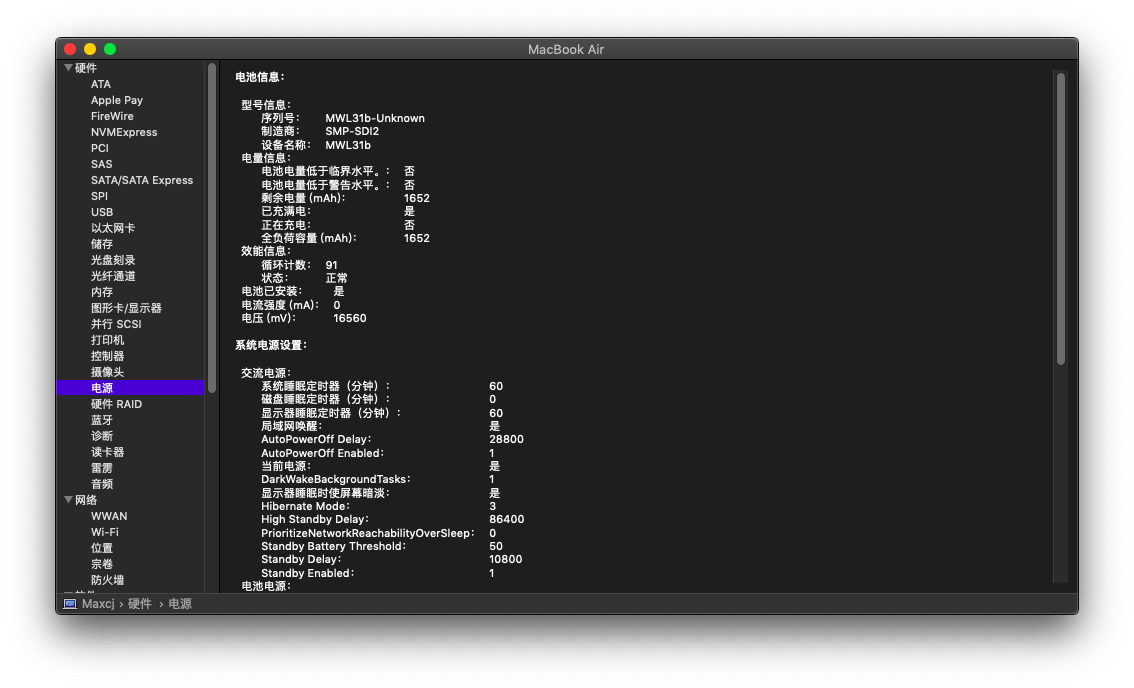 MacBook Air
硬件
ATA
Apple Pay
FireWire
NVMExpress
PCI
SAS
SATA/SATA Express
SPI
USB
以太网卡
储存
光盘刻录
光纤通道
内存
图形卡/显示器
并行 SCSI
打印机
控制器
摄像头
电源
硬件 RAID
蓝牙
诊断
读卡器
雷雳
音频
网络
WWAN
Wi-Fi
位置
宗卷
防火墙
电池信息：
型号信息：
序列号： MWL31b-Unknown
制造商： SMP-SDI2
设备名称： MWL31b
电量信息：
电池电量低于临界水平。： 否
电池电量低于警告水平。： 否
剩余电量 (mAh)： 1652
已充满电： 是
正在充电： 否
全负荷容量 (mAh)： 1652
效能信息：
循环计数： 91
状态： 正常
电池已安装： 是
电流强度 (mA)： 0
电压 (mV)： 16560
系统电源设置：
交流电源：
系统睡眠定时器（分钟）： 60
磁盘睡眠定时器（分钟）： 0
显示器睡眠定时器（分钟）： 60
局域网唤醒： 是
AutoPowerOff Delay： 28800
AutoPowerOff Enabled： 1
当前电源： 是
DarkWakeBackgroundTasks： 1
显示器睡眠时使屏幕暗淡： 是
Hibernate Mode： 3
High Standby Delay： 86400
PrioritizeNetworkReachabilityOverSleep： 0
Standby Battery Threshold： 50
Standby Delay： 10800
Standby Enabled： 1
电池电源：
Maxcj › 硬件 › 电源